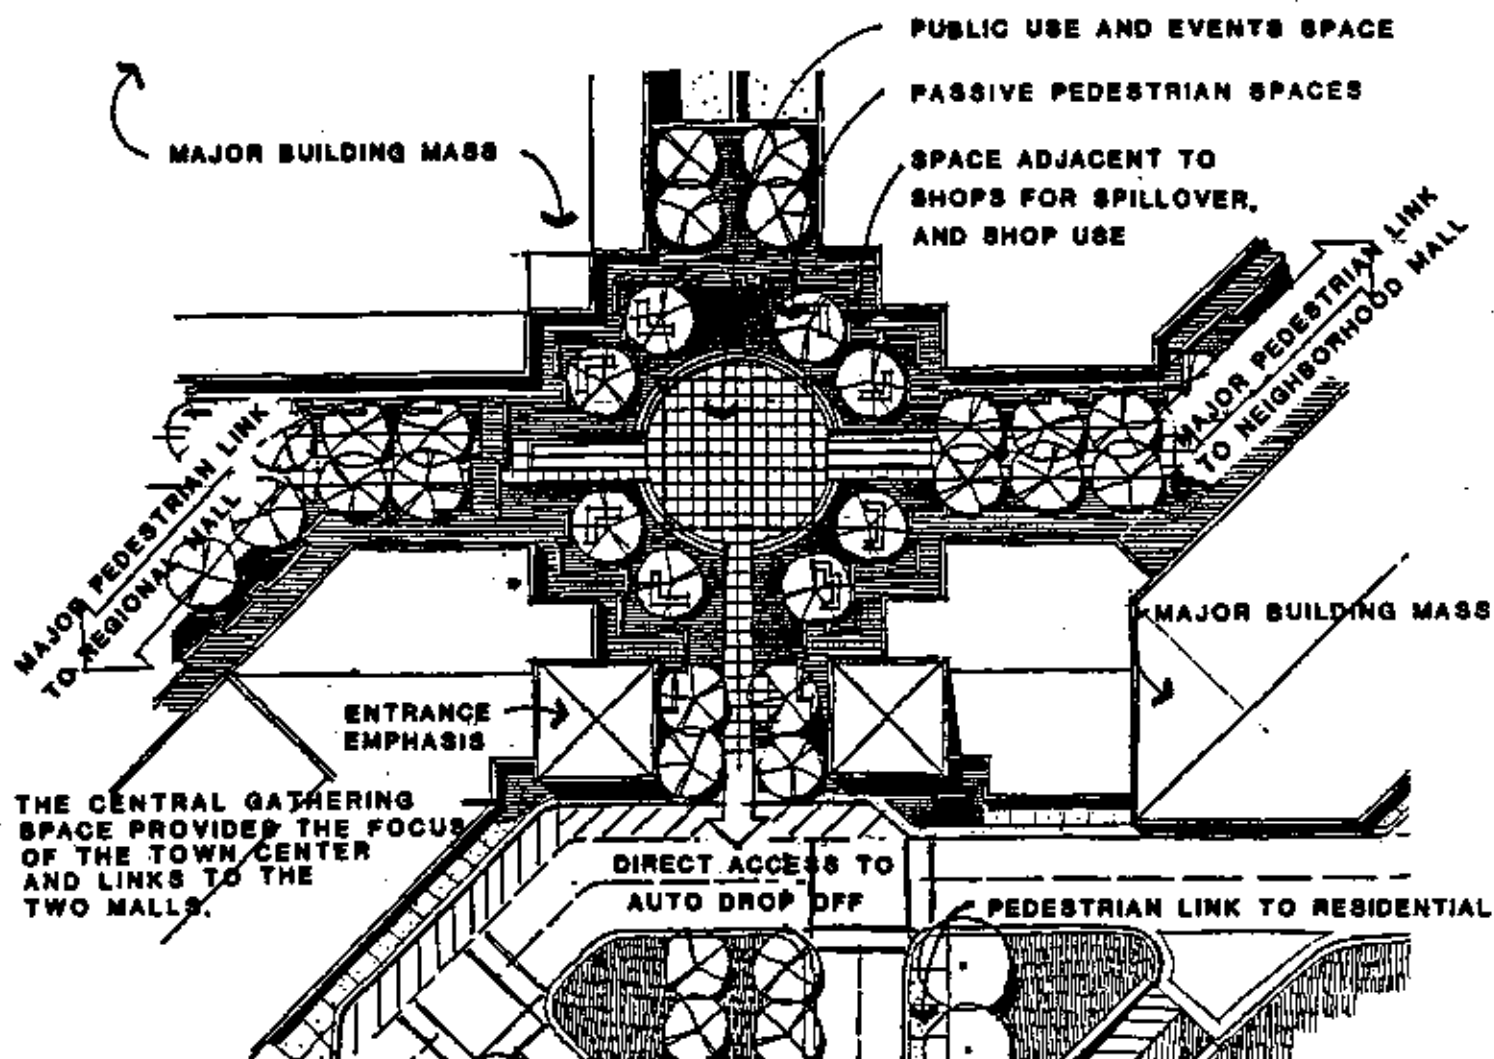 PUBLIC USE AND EVENTS SPACE
PASSIVE PEDESTRIAN SPACES
MAJOR BUILDING MASS
SPACE ADJACENT TO
SHOPS FOR SPILLOVER,
AND SHOP USE
MAJOR PEDESTRIAN LINK
TO NEIGHBORHOOD MALL
MAJOR PEDESTRIAN LINK
TO REGIONAL MALL
MAJOR BUILDING MASS
ENTRANCE
EMPHASIS
THE CENTRAL GATHERING
SPACE PROVIDES THE FOCUS
OF THE TOWN CENTER
AND LINKS TO THE
TWO MALLS.
DIRECT ACCESS TO
AUTO DROP OFF
PEDESTRIAN LINK TO RESIDENTIAL